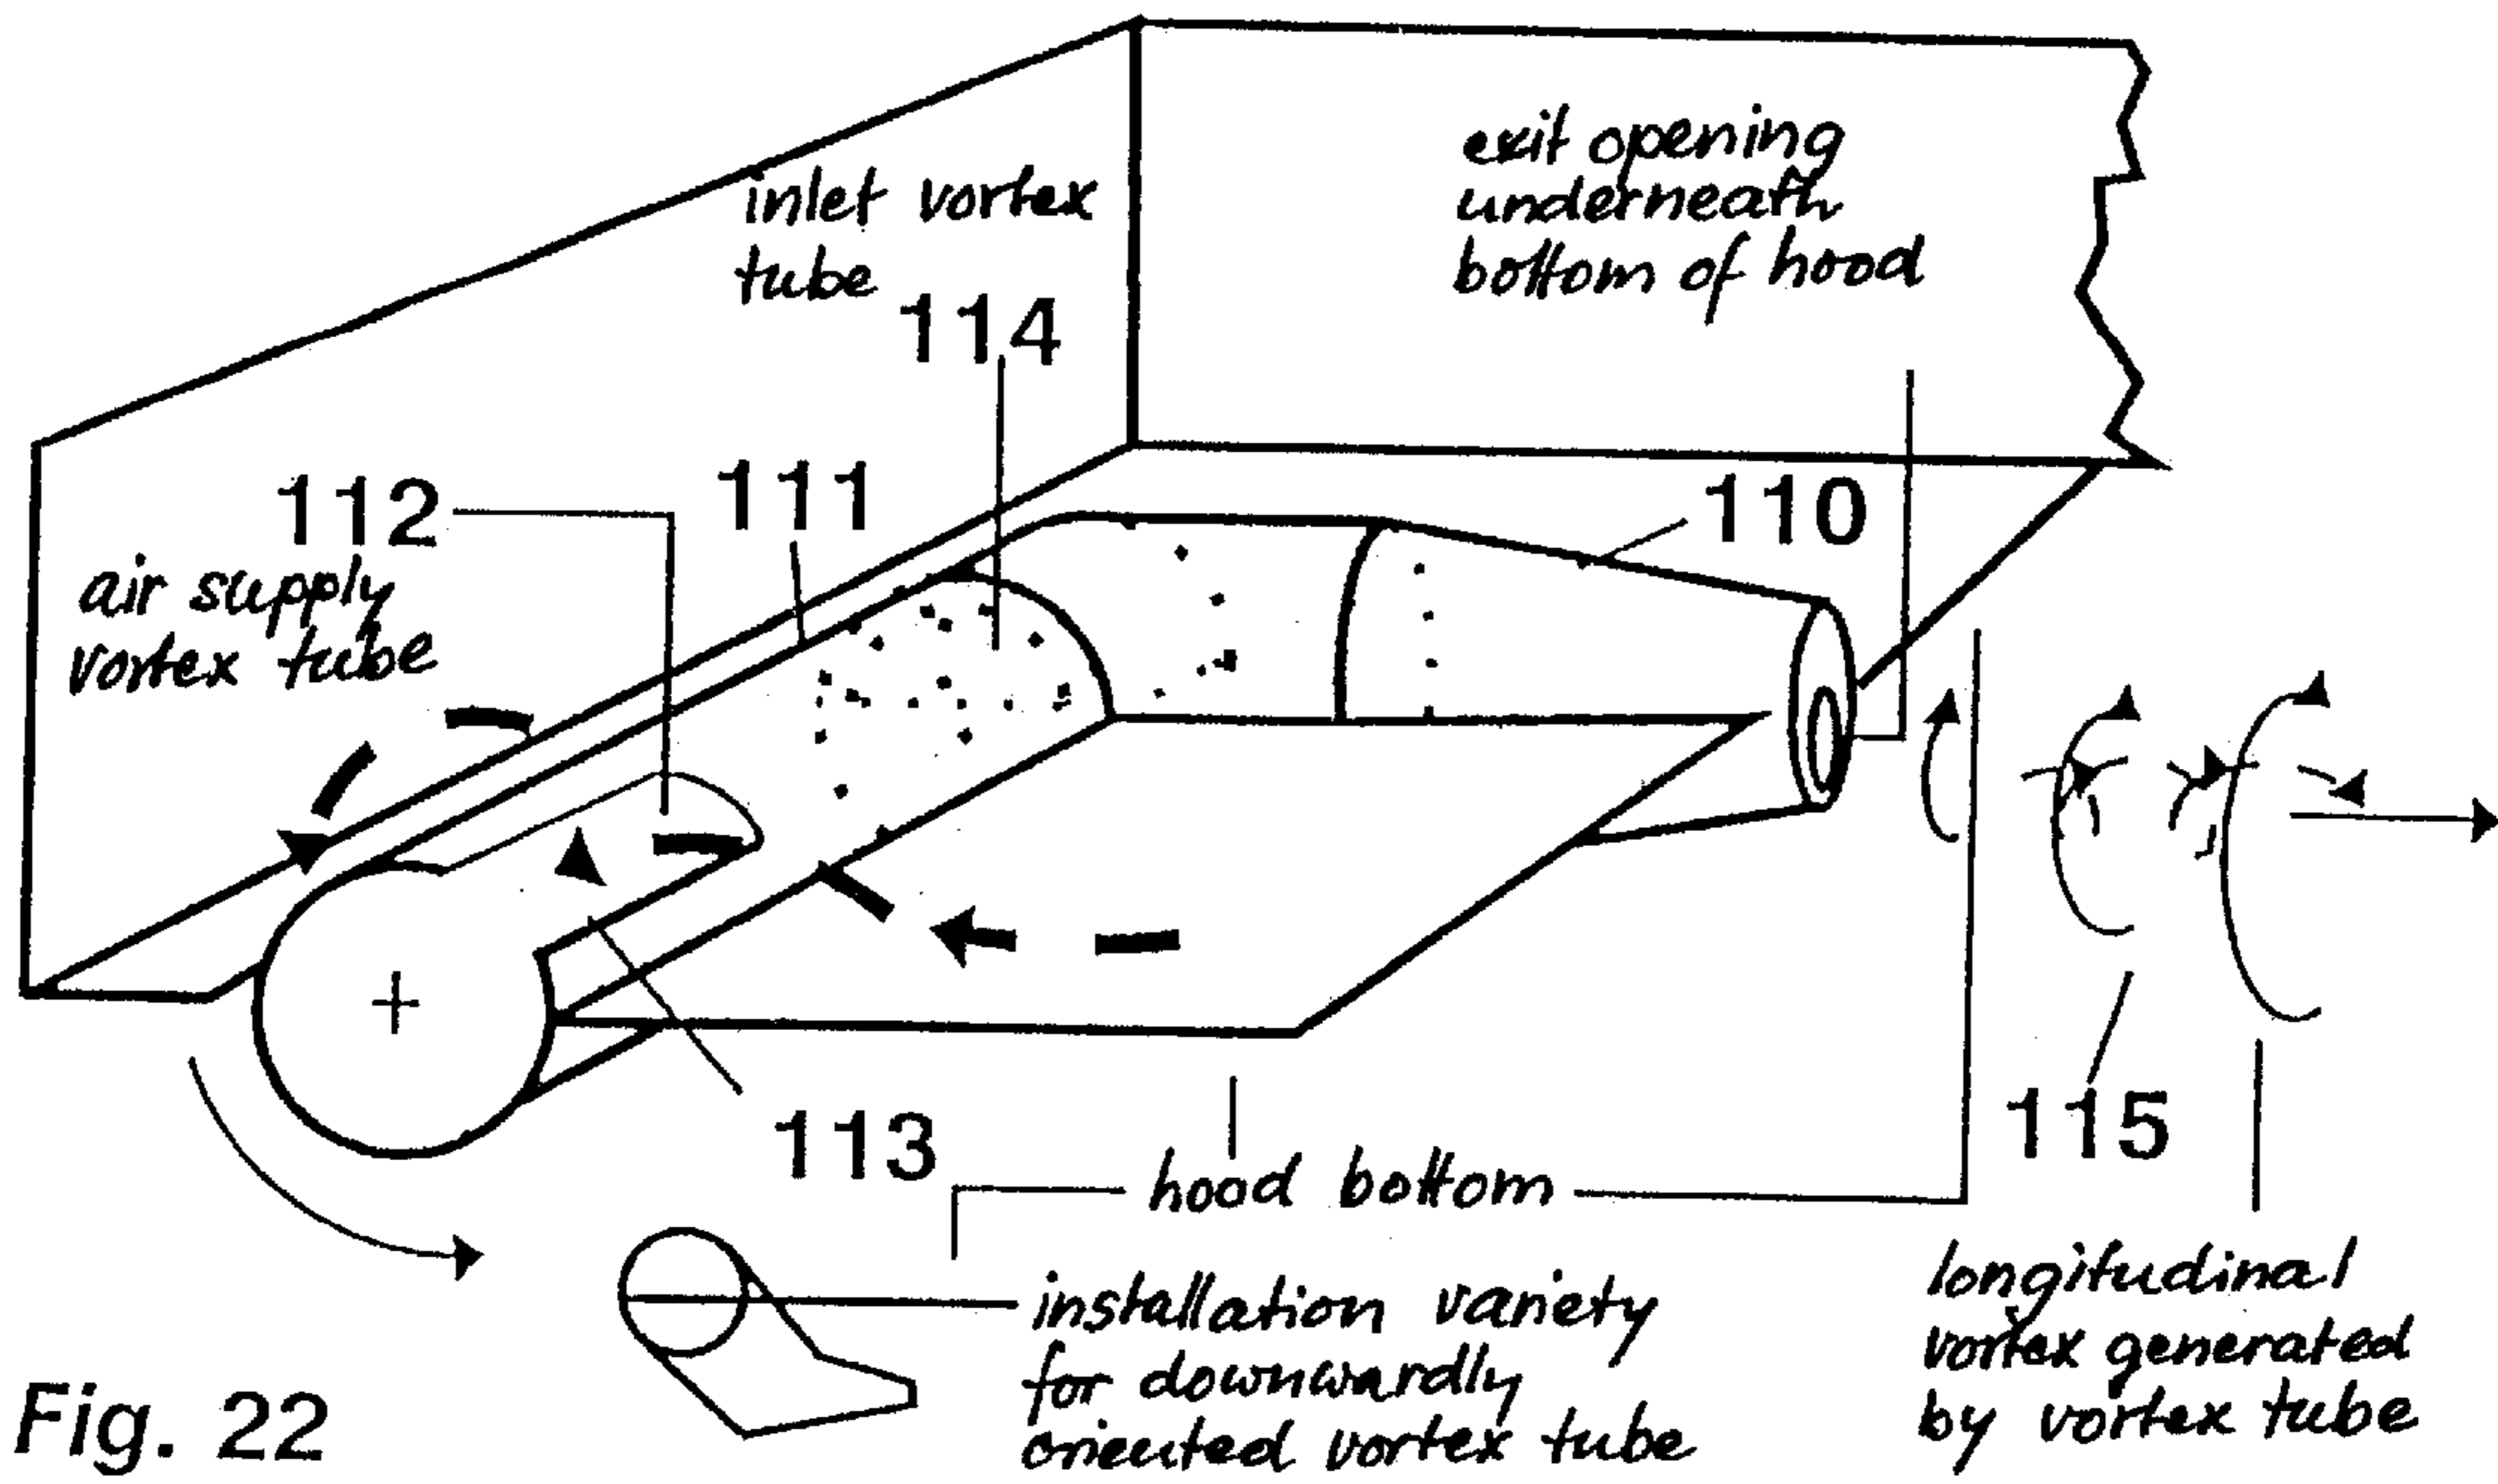 inlet vortex
tube
114
exit opening
underneath
bottom of hood
112
111
110
air supply
vortex tube
113
115
hood bottom
installation variety
for downwardly
oriented vortex tube
longitudinal
vortex generated
by vortex tube
Fig. 22